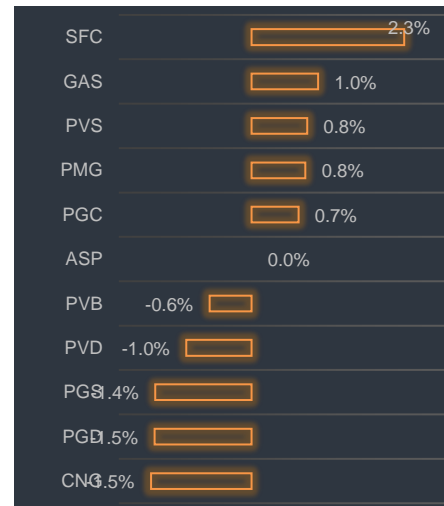 SFC 2.3%
GAS 1.0%
PVS 0.8%
PMG 0.8%
PGC 0.7%
ASP 0.0%
PVB -0.6%
PVD -1.0%
PGS -1.4%
PGD -1.5%
CNG -1.5%